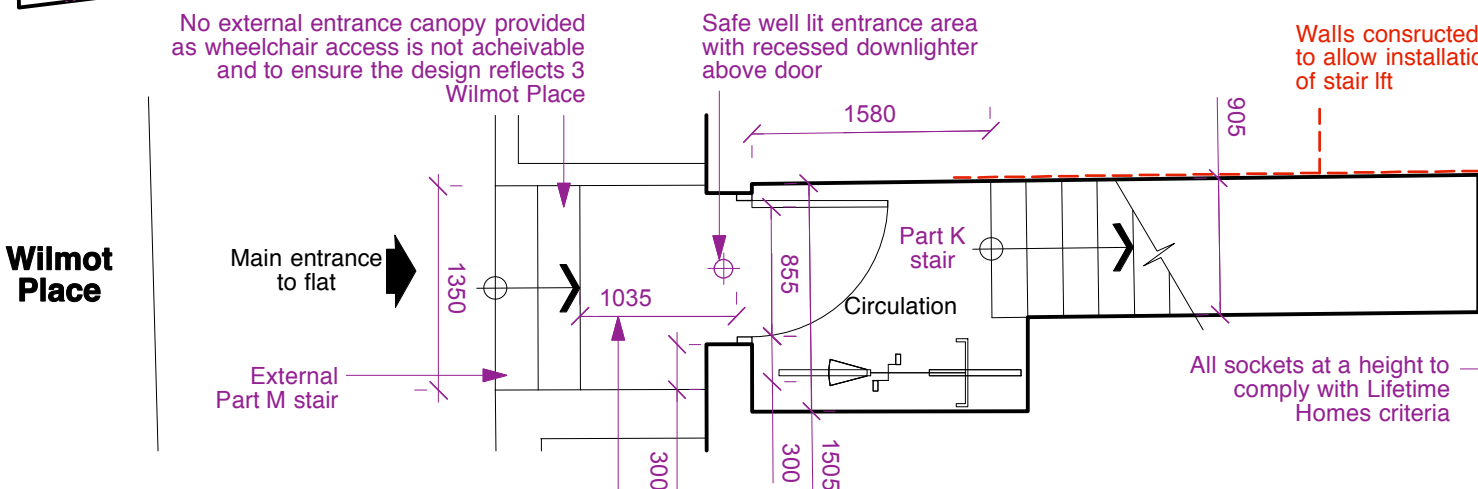 No external entrance canopy provided
as wheelchair access is not acheivable
and to ensure the design reflects 3
Wilmot Place
Safe well lit entrance area
with recessed downlighter
above door
Walls consructed
to allow installatio
of stair lft
1580
905
Wilmot
Place
Main entrance
to flat
1350
1035
855
Part K
stair
Circulation
External
Part M stair
All sockets at a height to
comply with Lifetime
Homes criteria
300
300
1505